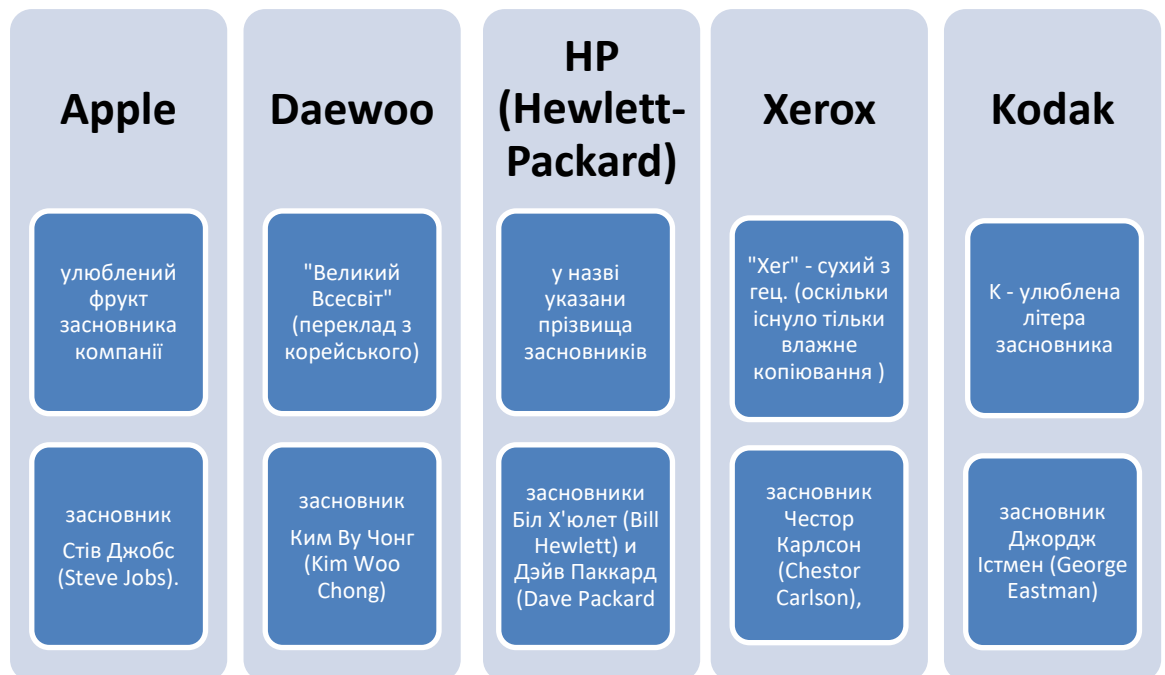 Apple
улюблений
фрукт
засновника
компанії
засновник
Стів Джобс
(Steve Jobs).
Daewoo
"Великий
Всесвіт"
(переклад з
корейського)
засновник
Ким Ву Чонг
(Kim Woo
Chong)
HP
(Hewlett-
Packard)
у назві
указани
прізвища
засновників
засновники
Біл Х'юлет (Bill
Hewlett) и
Дэйв Паккард
(Dave Packard
Xerox
"Xer" - сухий з
гец. (оскільки
існуло тільки
влажне
копіювання )
засновник
Честор
Карлсон
(Chestor
Carlson),
Kodak
К - улюблена
літера
засновника
засновник
Джордж
Істмен (George
Eastman)